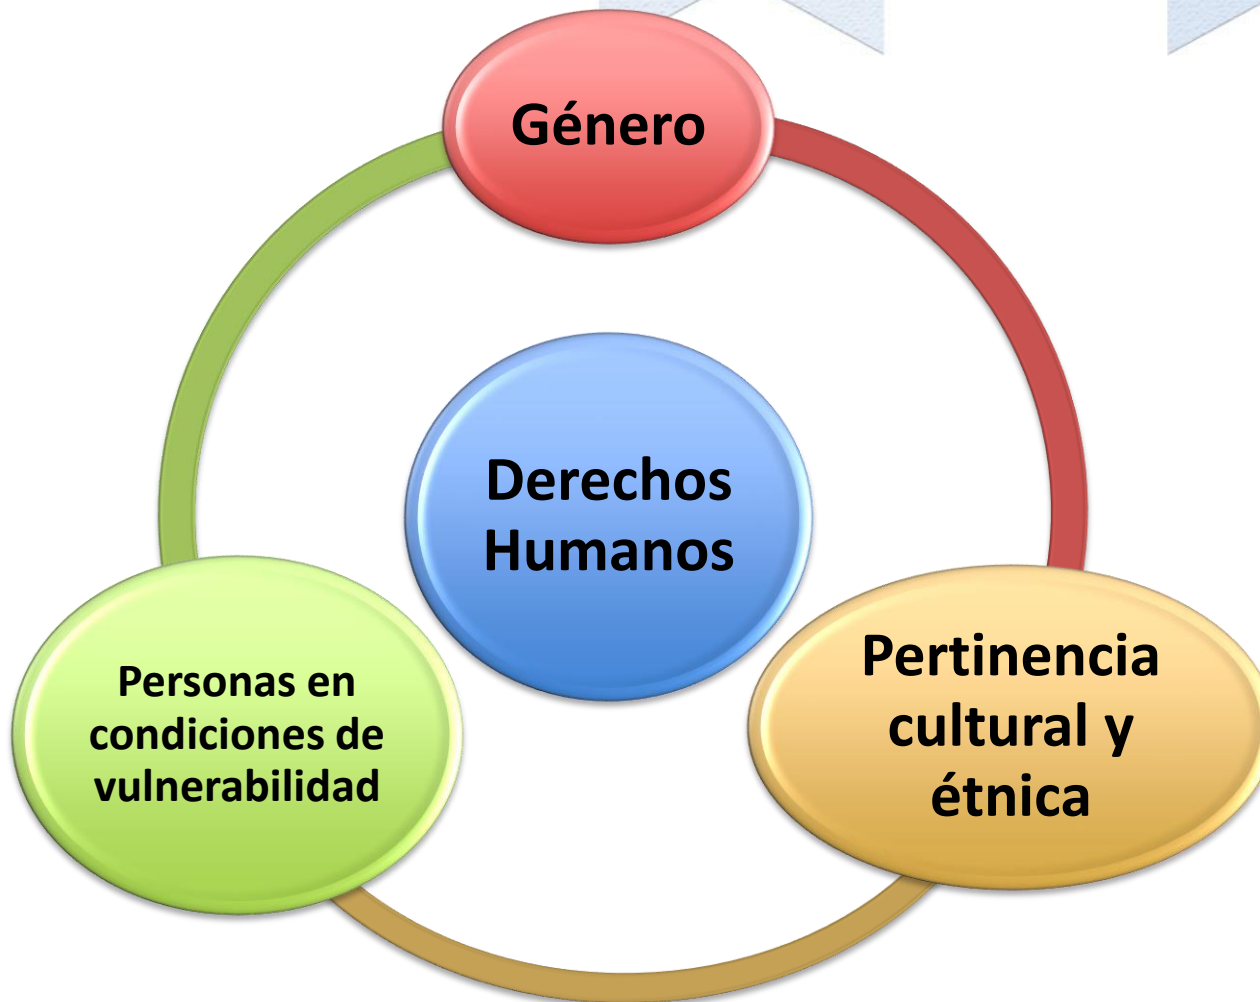 Género
Derechos
Humanos
Personas en
condiciones de
vulnerabilidad
Pertinencia
cultural y
étnica